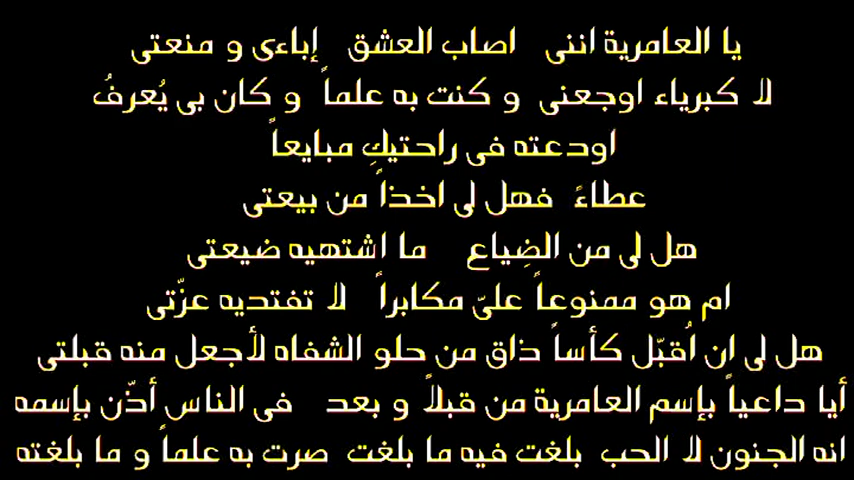 يا العامرية اننى اصاب العشق إباءى و منعتى
لا كبرياء اوجعنى و كنت به علماً و كان بى يُعرفُ
اودعته فى راحتيكِ مبايعاً
عطاءً فهل لى اخذاً من بيعتى
هل لى من الضِياع ما اشتهيه ضيعتى
ام هو ممنوعاً علىّ مكابراً لا تفتديه عزّتى
هل لى ان اُقبّل كأساً ذاق من حلو الشفاه لأجعل منه قبلتى
أيا داعياً بإسم العامرية من قبلاً و بعد فى الناس أذّن بإسمه
انه الجنون لا الحب بلغت فيه ما بلغت صرت به علماً و ما بلغته